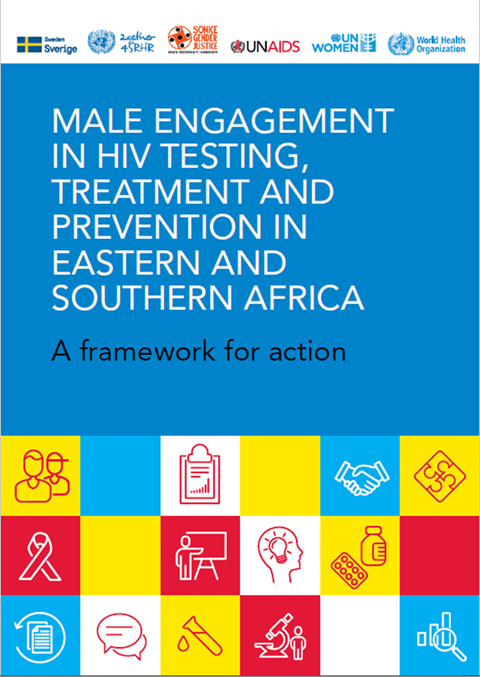 Sweden
Sverige
2gether
4SRHR
SONKE
GENDER
JUSTICE
UNAIDS
UN
WOMEN
World Health
Organization
MALE ENGAGEMENT
IN HIV TESTING,
TREATMENT AND
PREVENTION IN
EASTERN AND
SOUTHERN AFRICA
A framework for action